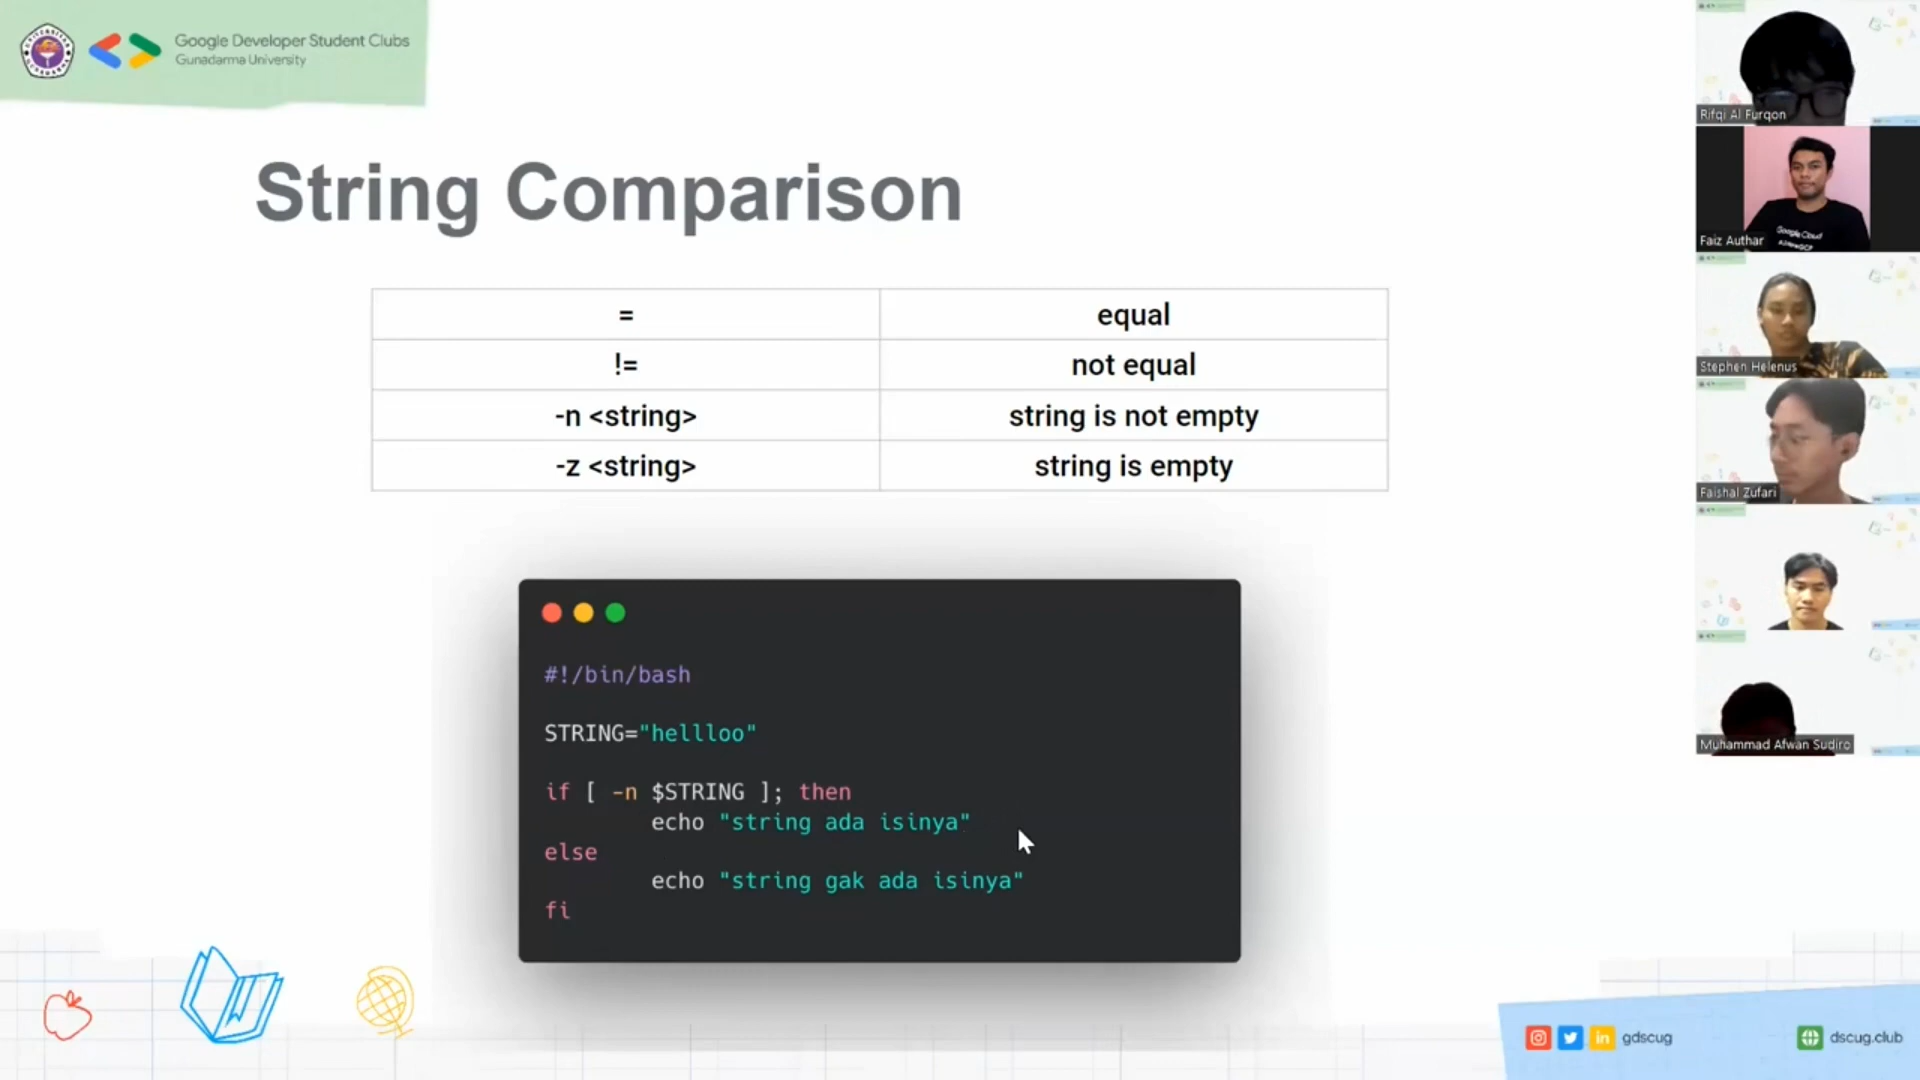 Google Developer Student Clubs
Gunadarma University
String Comparison
= equal
!= not equal
-n <string> string is not empty
-z <string> string is empty
#!/bin/bash
STRING="hellloo"
if [ -n $STRING ]; then
echo "string ada isinya"
else
echo "string gak ada isinya"
fi
gdscug
dscug.club
Rifqi Al Furqon
Google Cloud
Faiz Authar
Stephen Helenus
Faishal Zufari
Muhammad Afwan Sudiro